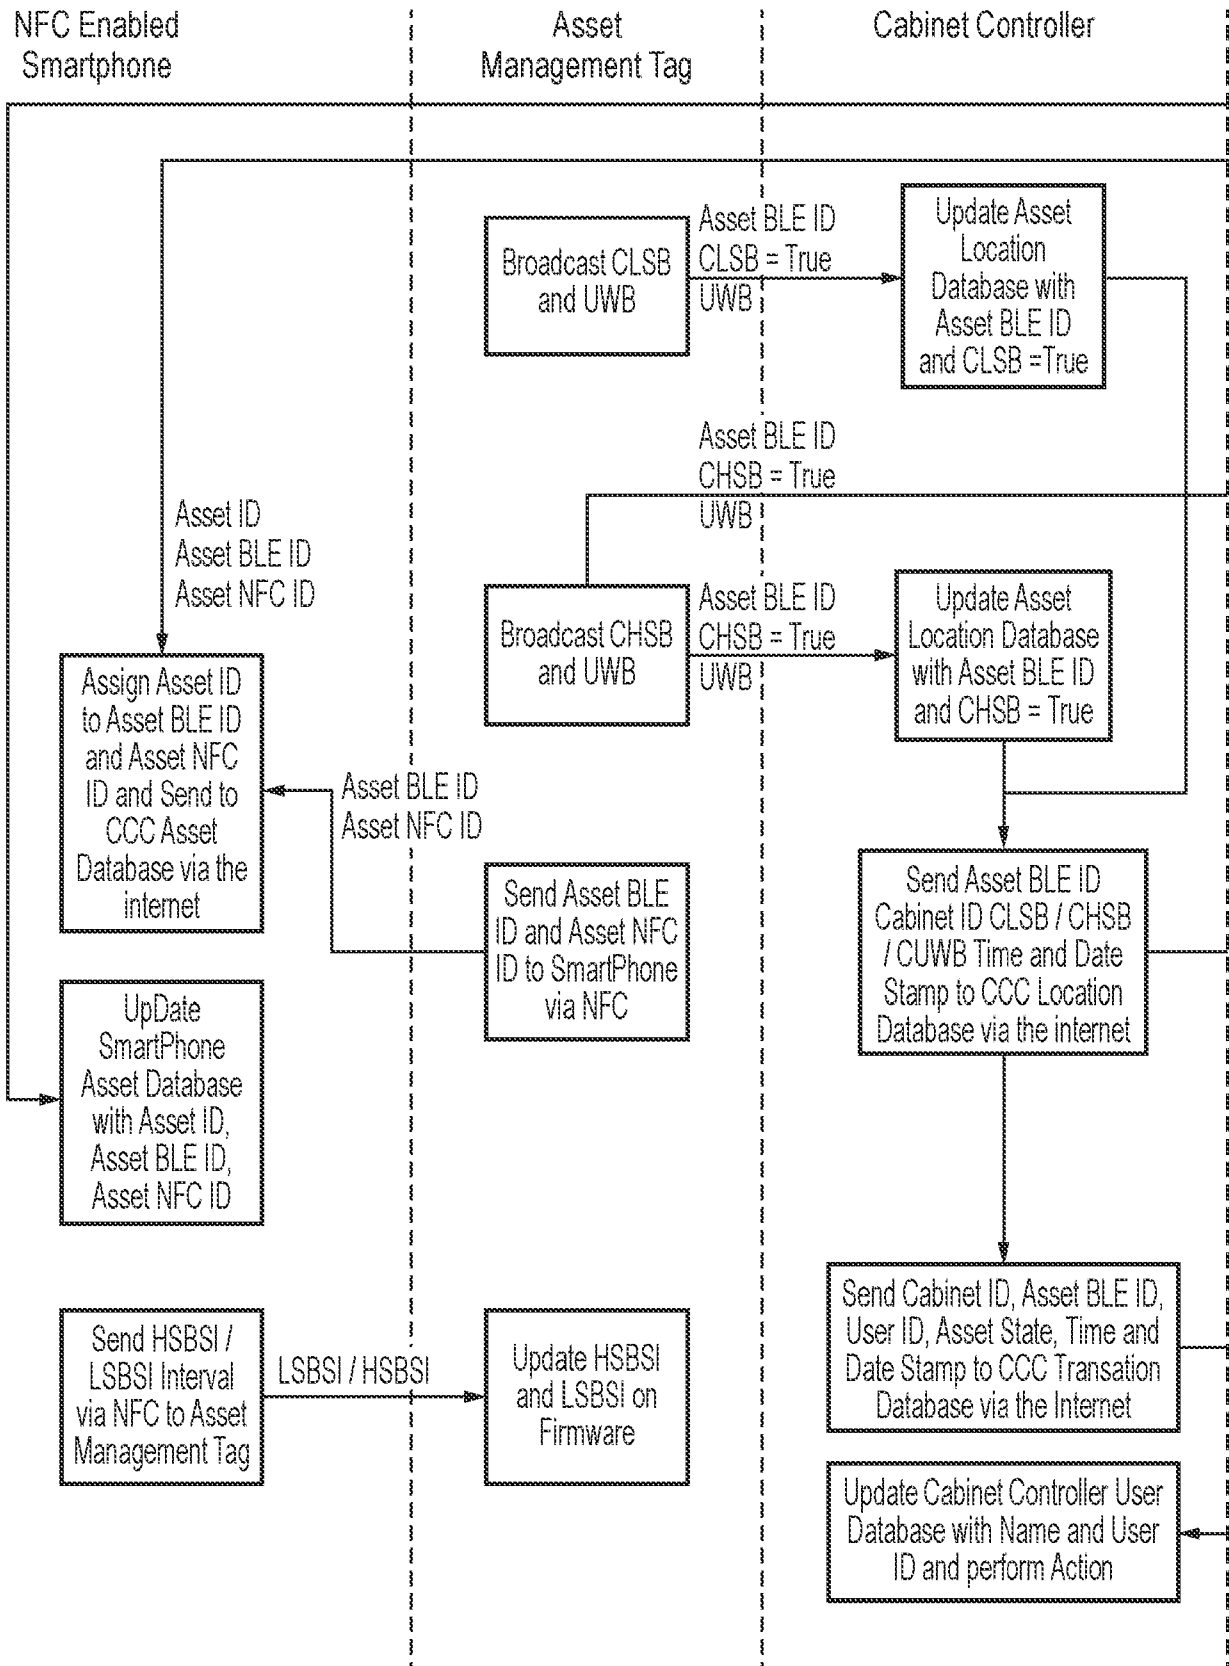 NFC Enabled
Smartphone
Asset
Management Tag
Cabinet Controller
Broadcast CLSB
and UWB
Asset BLE ID
CLSB = True
UWB
Update Asset
Location
Database with
Asset BLE ID
and CLSB =True
Asset BLE ID
CHSB = True
UWB
Asset ID
Asset BLE ID
Asset NFC ID
Broadcast CHSB
and UWB
Asset BLE ID
CHSB = True
UWB
Update Asset
Location Database
with Asset BLE ID
and CHSB = True
Assign Asset ID
to Asset BLE ID
and Asset NFC
ID and Send to
CCC Asset
Database via the
internet
Asset BLE ID
Asset NFC ID
Send Asset BLE
ID and Asset NFC
ID to SmartPhone
via NFC
Send Asset BLE ID
Cabinet ID CLSB / CHSB
/ CUWB Time and Date
Stamp to CCC Location
Database via the internet
UpDate
SmartPhone
Asset Database
with Asset ID,
Asset BLE ID,
Asset NFC ID
Send Cabinet ID, Asset BLE ID,
User ID, Asset State, Time and
Date Stamp to CCC Transation
Database via the Internet
Send HSBSI /
LSBSI Interval
via NFC to Asset
Management Tag
LSBSI / HSBSI
Update HSBSI
and LSBSI on
Firmware
Update Cabinet Controller User
Database with Name and User
ID and perform Action